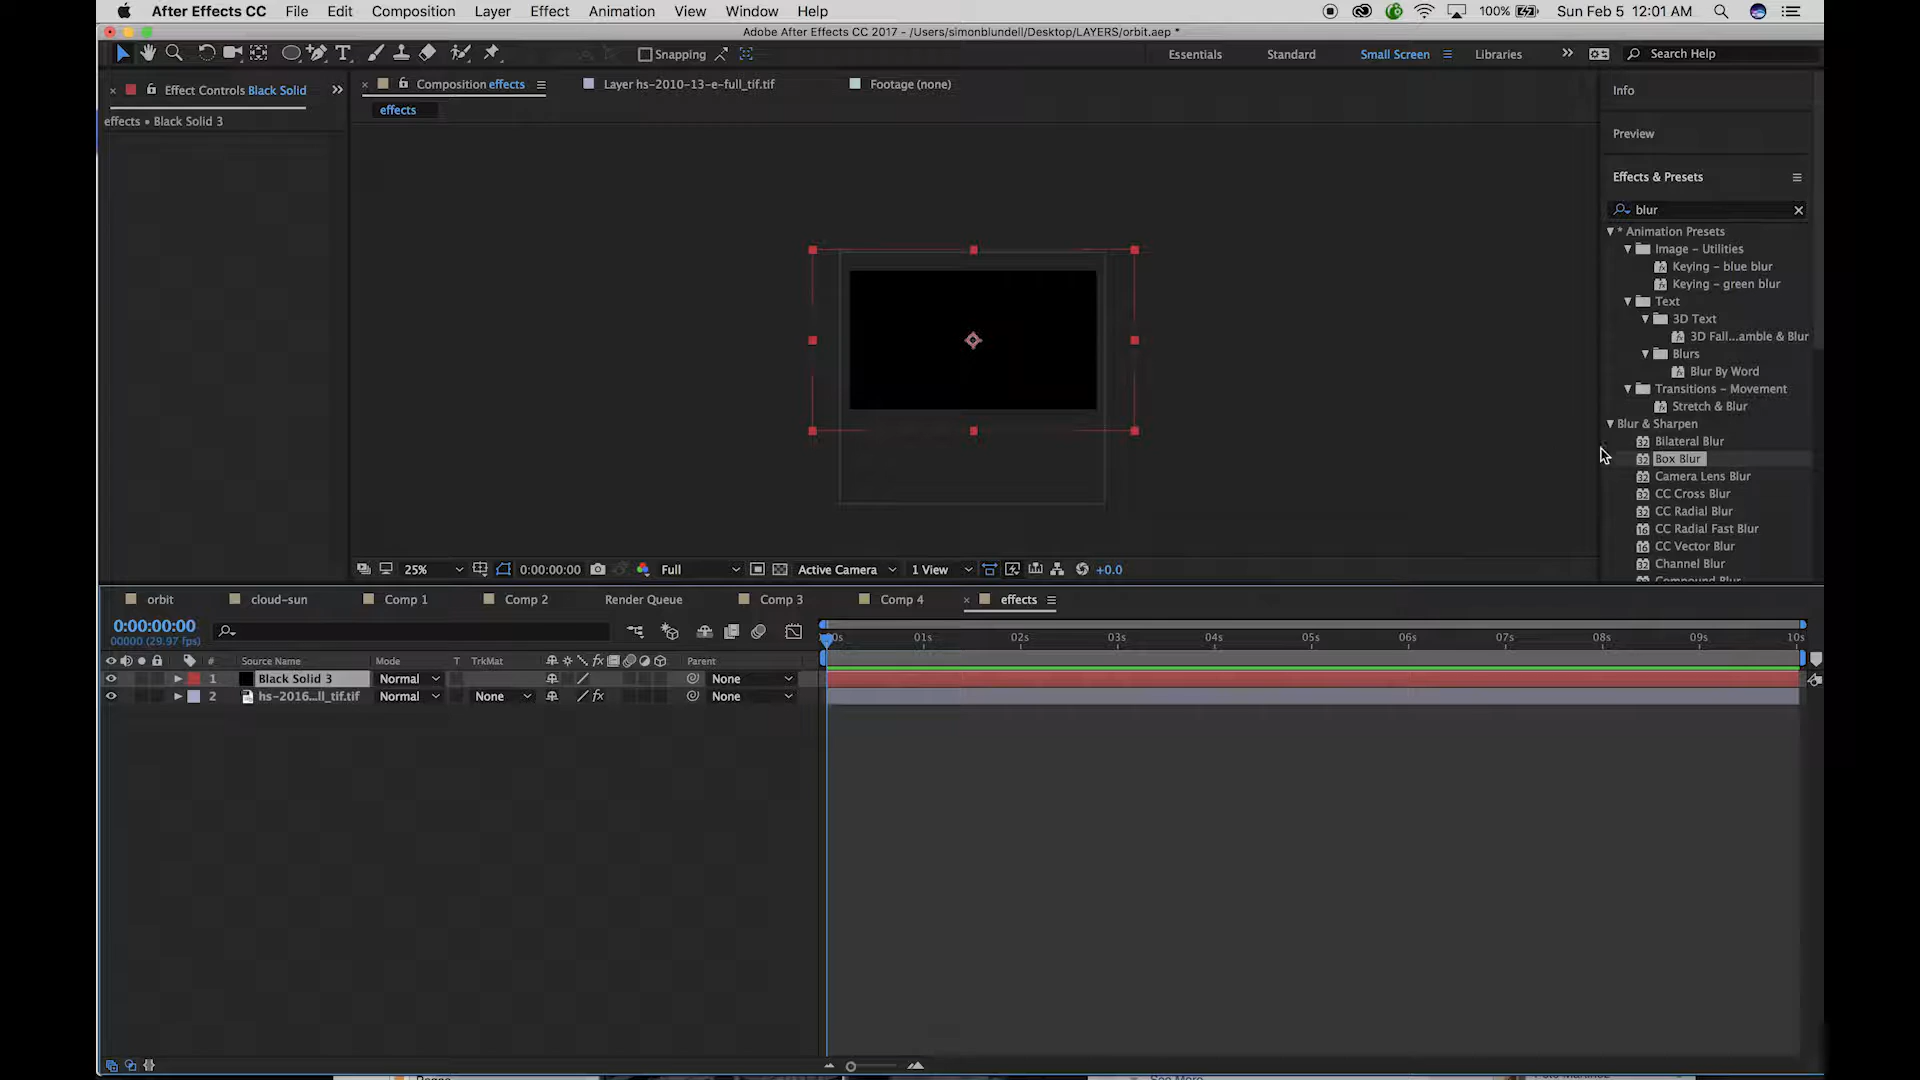 After Effects CC File Edit Composition Layer Effect Animation View Window Help 100% Sun Feb 5 12:01 AM
Adobe After Effects CC 2017 - /Users/simonblundell/Desktop/LAYERS/orbit.aep *
Snapping Essentials Standard Small Screen Libraries Search Help
Effect Controls Black Solid Composition effects Layer hs-2010-13-e-full_tif.tif Footage (none) Info
effects
effects • Black Solid 3
Preview
Effects & Presets
blur
* Animation Presets
Image - Utilities
Keying - blue blur
Keying - green blur
Text
3D Text
3D Fall...amble & Blur
Blurs
Blur By Word
Transitions - Movement
Stretch & Blur
Blur & Sharpen
Bilateral Blur
Box Blur
Camera Lens Blur
CC Cross Blur
CC Radial Blur
CC Radial Fast Blur
CC Vector Blur
Channel Blur
Compound Blur
25% 0:00:00:00 Full Active Camera 1 View +0.0
orbit cloud-sun Comp 1 Comp 2 Render Queue Comp 3 Comp 4 effects
0:00:00:00
00000 (29.97 fps)
00s 01s 02s 03s 04s 05s 06s 07s 08s 09s 10s
# Source Name Mode T TrkMat Parent
1 Black Solid 3 Normal None
2 hs-2016...ll_tif.tif Normal None None